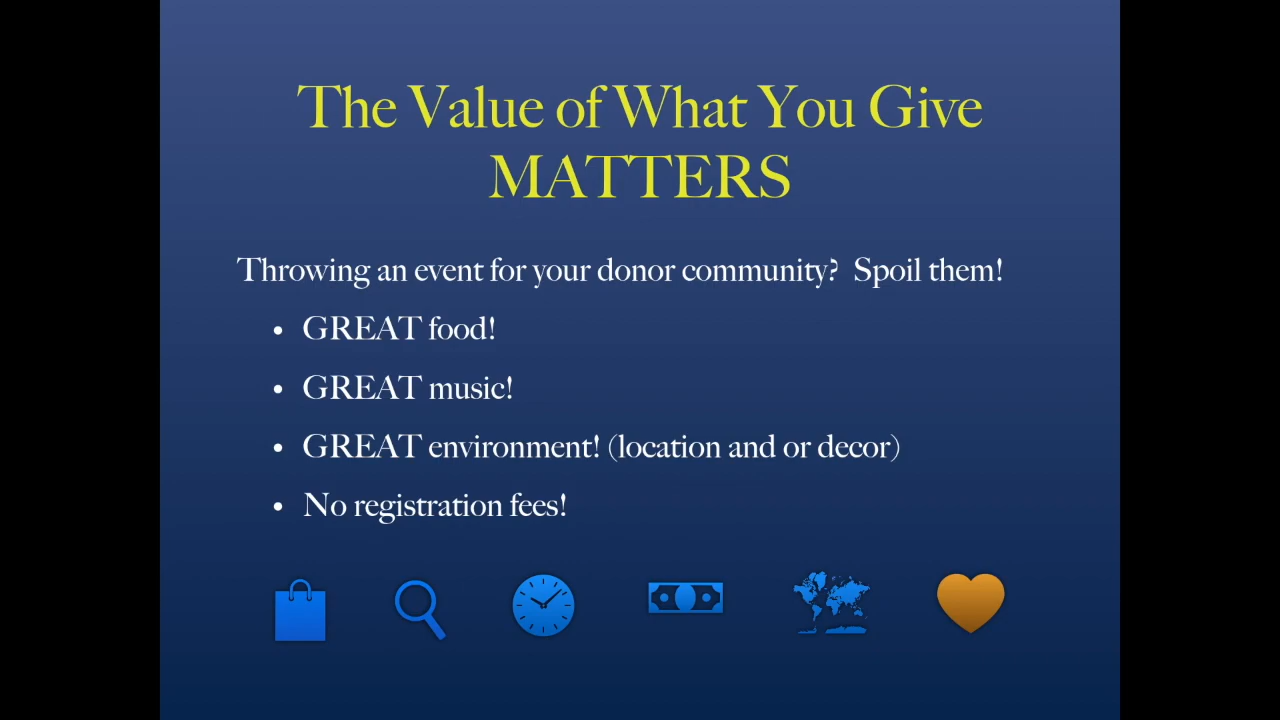 The Value of What You Give
MATTERS
Throwing an event for your donor community?  Spoil them!
• GREAT food!
• GREAT music!
• GREAT environment! (location and or decor)
• No registration fees!